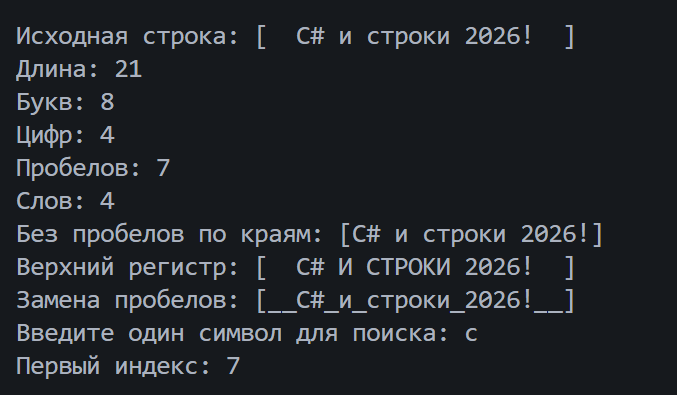 Исходная строка: [  C# и строки 2026!  ]
Длина: 21
Букв: 8
Цифр: 4
Пробелов: 7
Слов: 4
Без пробелов по краям: [C# и строки 2026!]
Верхний регистр: [  C# И СТРОКИ 2026!  ]
Замена пробелов: [__C#_и_строки_2026!__]
Введите один символ для поиска: с
Первый индекс: 7